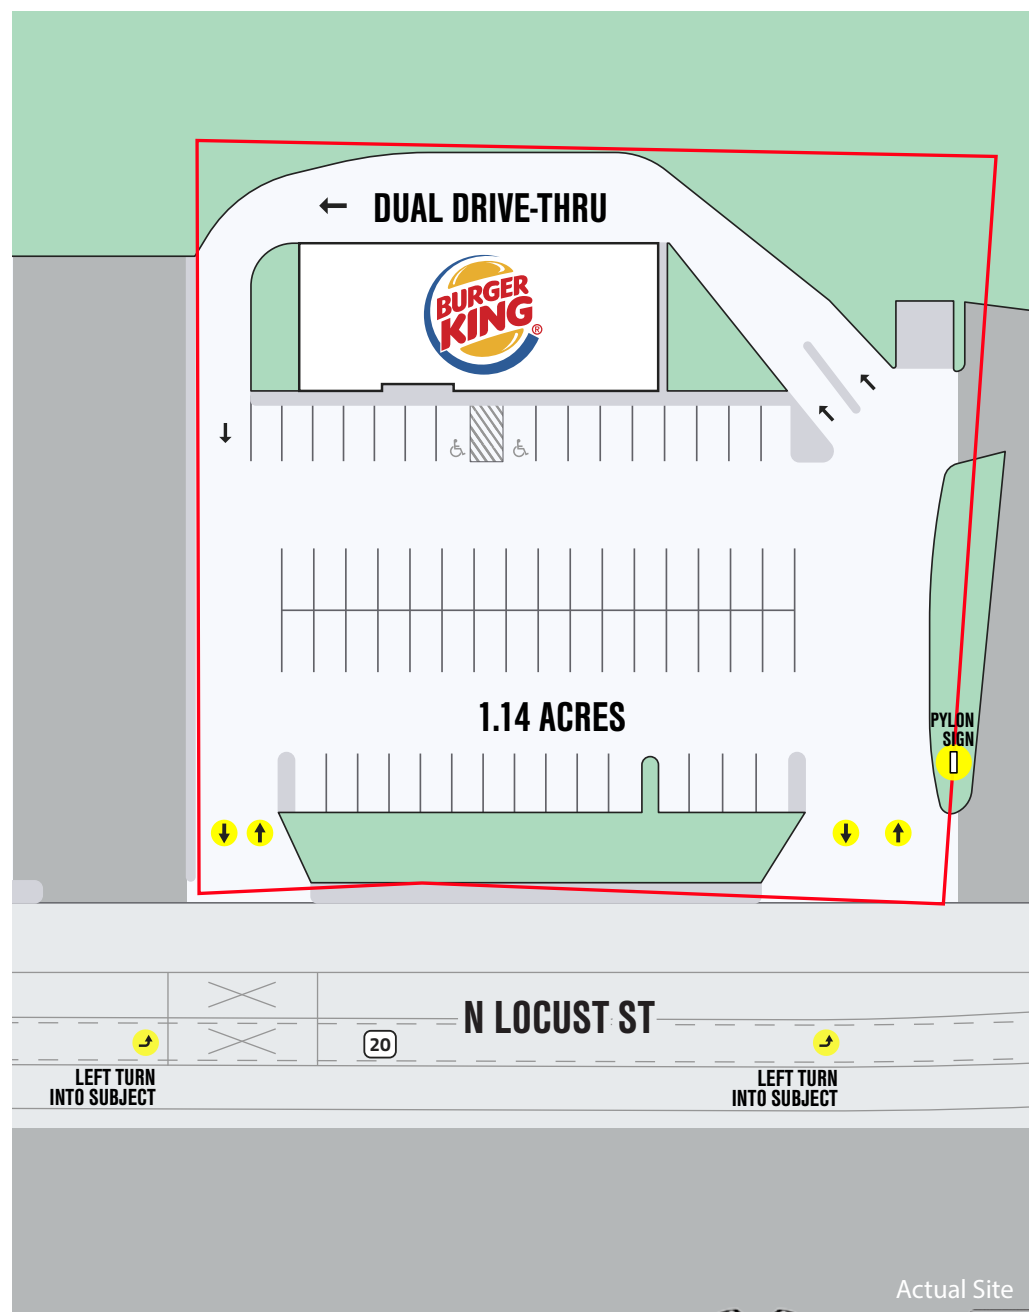 DUAL DRIVE-THRU
BURGER
KING®
1.14 ACRES
PYLON
SIGN
N LOCUST ST
20
LEFT TURN
INTO SUBJECT
LEFT TURN
INTO SUBJECT
Actual Site